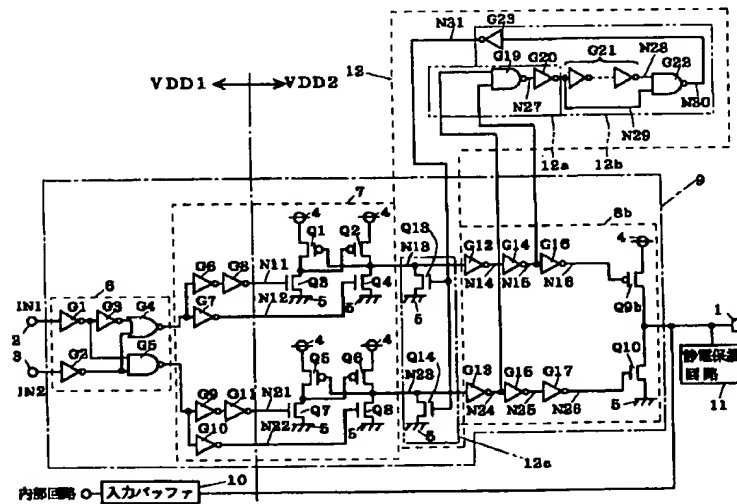 N31
G23
G19
G20
G21
N28
G22
N27
N30
N29
12
12a
12b
VDD1
VDD2
9
7
8b
4
4
Q1
Q2
Q13
N13
G12
G14
G16
4
G6
G8
N11
Q3
Q4
N14
N15
N16
Q9b
6
G7
N12
5
5
5
IN1
G1
G3
G4
2
1
3
G2
G5
IN2
4
4
Q5
Q6
Q14
N23
G13
G15
G17
Q10
静電保護
回路
11
G9
G11
N21
Q7
Q8
N24
N25
N26
G10
N22
5
5
5
5
12c
内部回路
入力バッファ
10